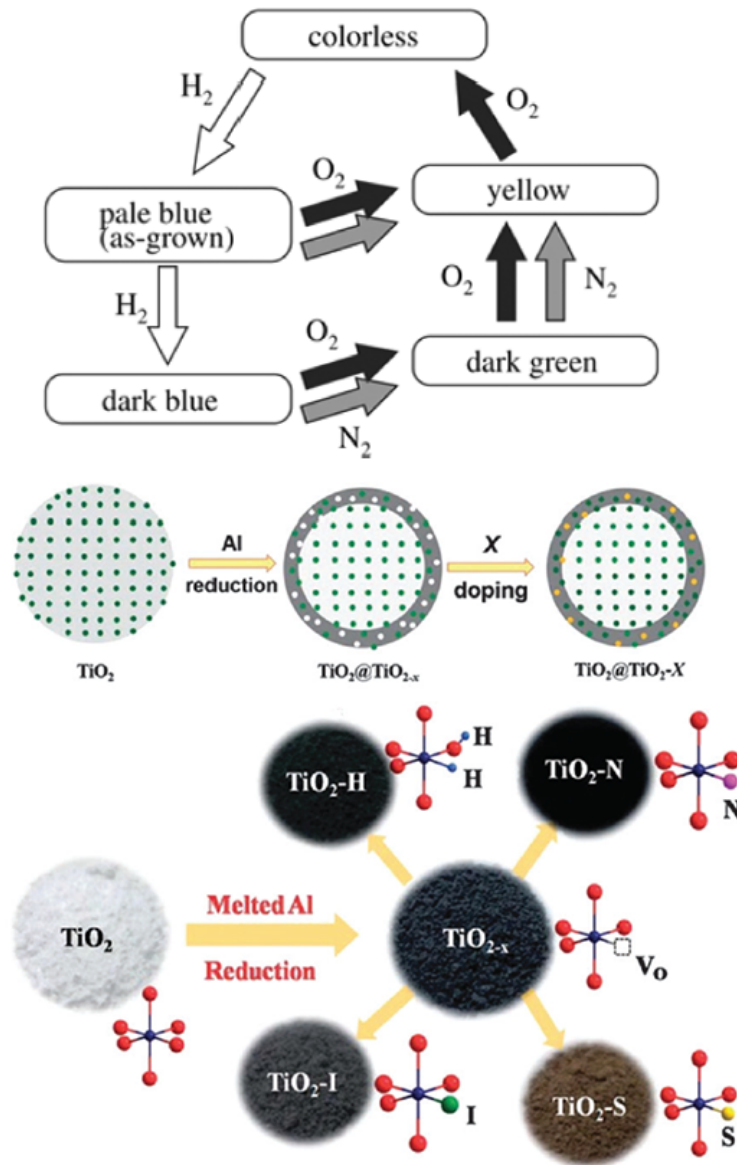 colorless
H₂
O₂
O₂
pale blue
(as-grown)
yellow
H₂
O₂
N₂
O₂
dark blue
dark green
N₂
Al
reduction
X
doping
TiO₂
TiO₂@TiO₂₋ₓ
TiO₂@TiO₂-X
TiO₂-H
H
H
TiO₂-N
N
TiO₂
Melted Al
Reduction
TiO₂₋ₓ
Vo
TiO₂-I
I
TiO₂-S
S